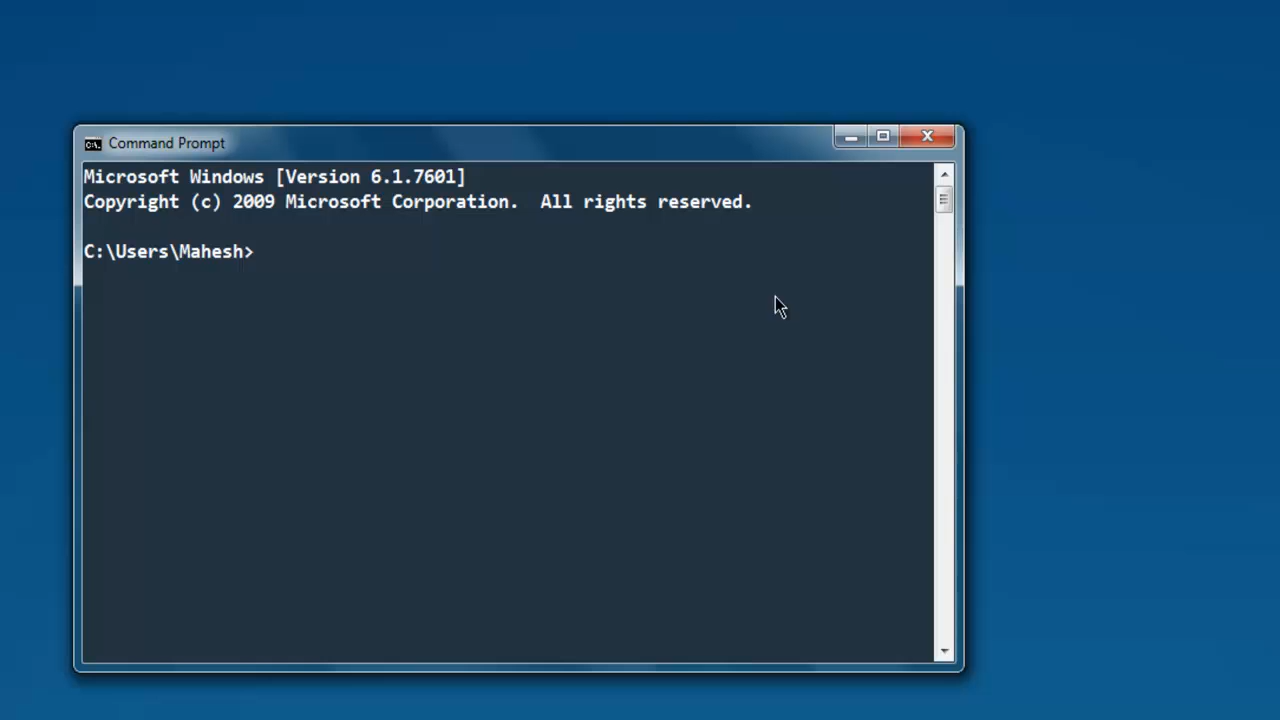 Command Prompt
Microsoft Windows [Version 6.1.7601]
Copyright (c) 2009 Microsoft Corporation.  All rights reserved.
C:\Users\Mahesh>